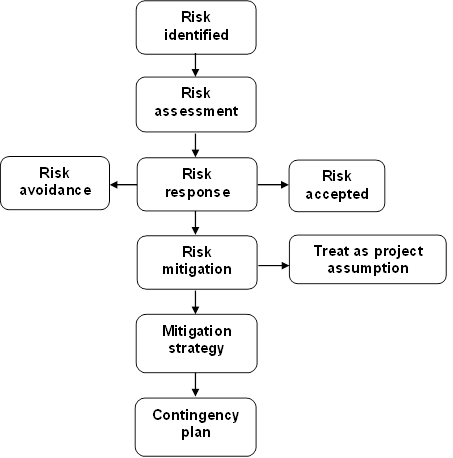 Risk
identified
Risk
assessment
Risk
avoidance
Risk
response
Risk
accepted
Risk
mitigation
Treat as project
assumption
Mitigation
strategy
Contingency
plan